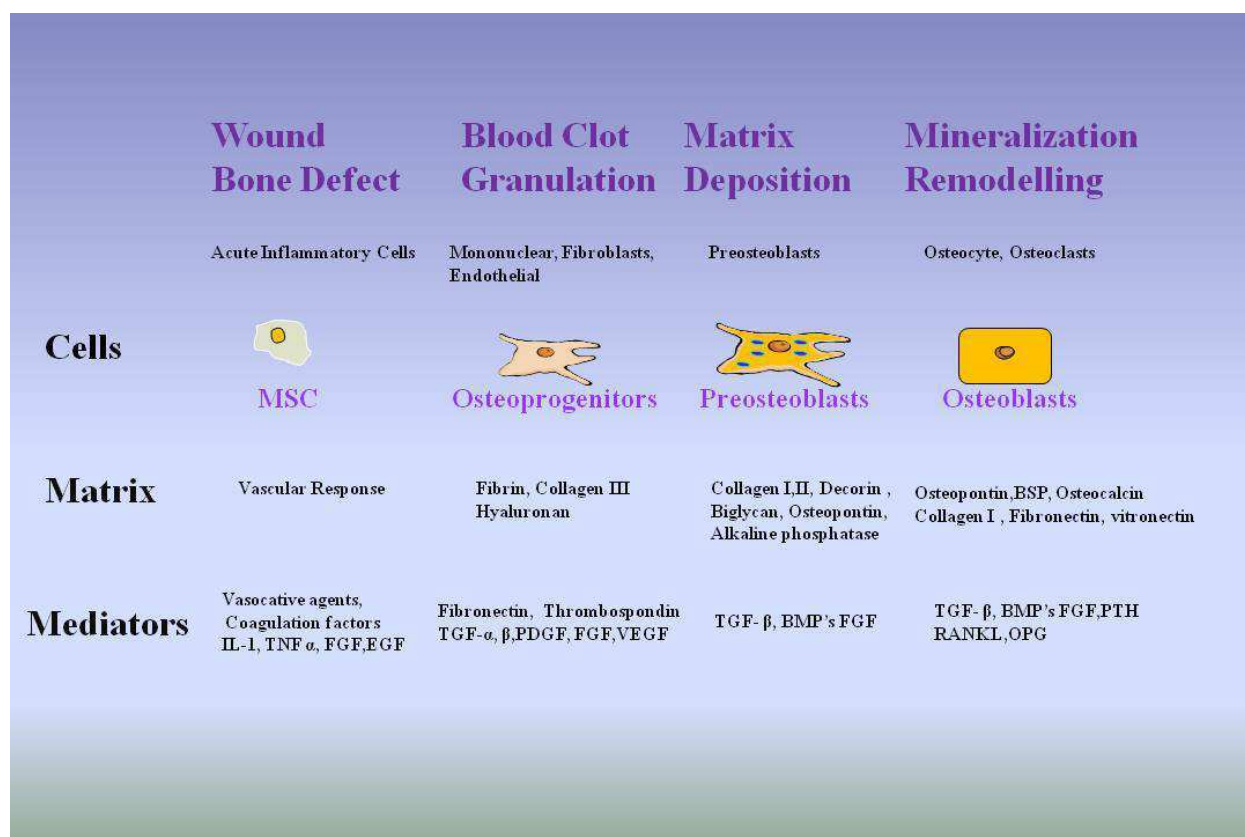 Wound
Bone Defect
Blood Clot
Granulation
Matrix
Deposition
Mineralization
Remodelling
Acute Inflammatory Cells
Mononuclear, Fibroblasts,
Endothelial
Preosteoblasts
Osteocyte, Osteoclasts
Cells
MSC
Osteoprogenitors
Preosteoblasts
Osteoblasts
Matrix
Vascular Response
Fibrin, Collagen III
Hyaluronan
Collagen I,II, Decorin ,
Biglycan, Osteopontin,
Alkaline phosphatase
Osteopontin,BSP, Osteocalcin
Collagen I , Fibronectin, vitronectin
Mediators
Vasocative agents,
Coagulation factors
IL-1, TNF α, FGF,EGF
Fibronectin, Thrombospondin
TGF-α, β,PDGF, FGF,VEGF
TGF- β, BMP's FGF
TGF- β, BMP's FGF,PTH
RANKL,OPG